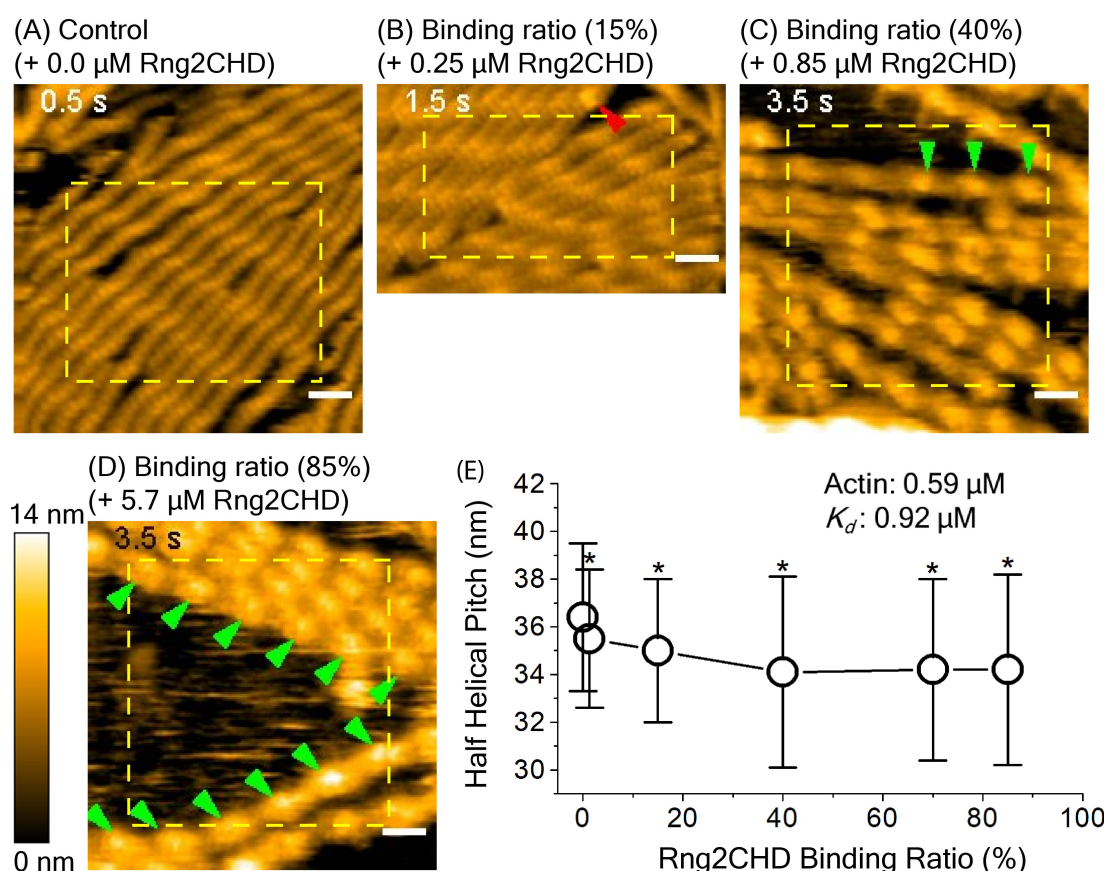 (A) Control
(+ 0.0 µM Rng2CHD)
0.5 s
(B) Binding ratio (15%)
(+ 0.25 µM Rng2CHD)
1.5 s
(C) Binding ratio (40%)
(+ 0.85 µM Rng2CHD)
3.5 s
(D) Binding ratio (85%)
(+ 5.7 µM Rng2CHD)
14 nm
3.5 s
0 nm
(E)
Actin: 0.59 µM
Kd : 0.92 µM
Half Helical Pitch (nm)
42
40
38
36
34
32
30
* * * * *
0 20 40 60 80 100
Rng2CHD Binding Ratio (%)